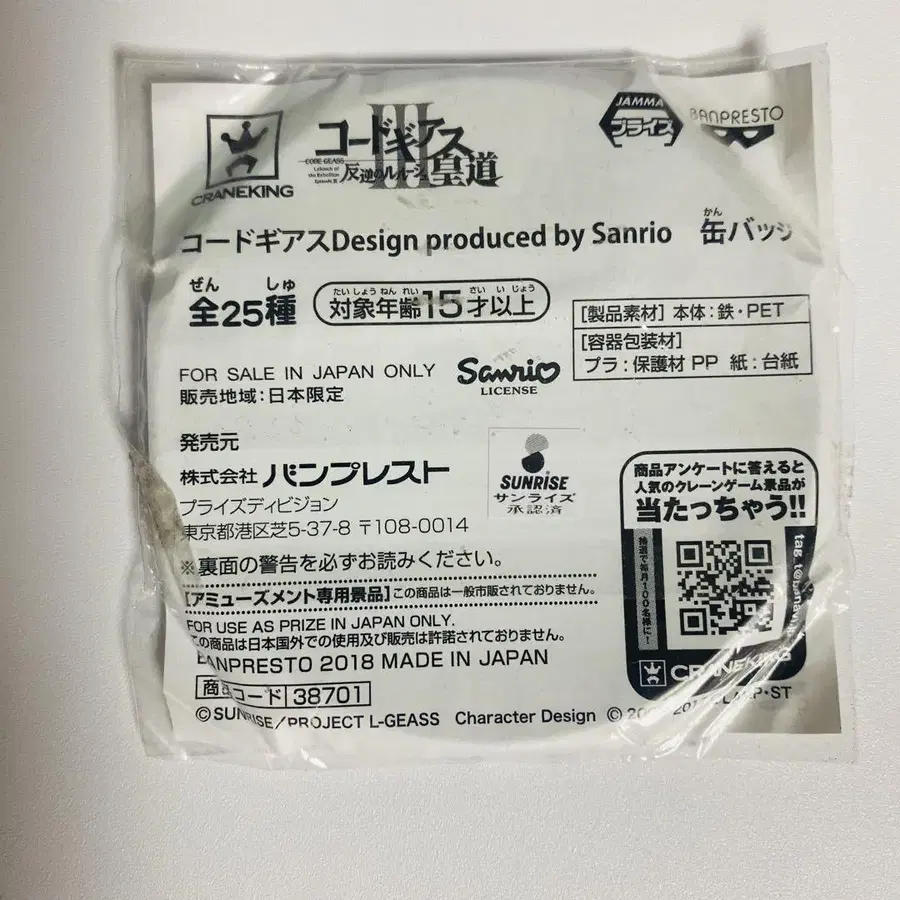 JAMMA
プライズ
BANPRESTO
CRANEKING
コードギアス
CODE GEASS
Lelouch of the Rebellion
Episode III
反逆のルルーシュ
III
皇道
コードギアスDesign produced by Sanrio 缶バッジ
かん
ぜん しゅ
全25種
たいしょうねんれい さいいじょう
対象年齢15才以上
[製品素材] 本体:鉄・PET
[容器包装材]
プラ:保護材 PP 紙:台紙
FOR SALE IN JAPAN ONLY
販売地域:日本限定
Sanrio
LICENSE
発売元
株式会社 バンプレスト
プライズディビジョン
東京都港区芝5-37-8 〒108-0014
SUNRISE
サンライズ
承認済
※裏面の警告を必ずお読みください。
[アミューズメント専用景品] この商品は一般市販されておりません。
FOR USE AS PRIZE IN JAPAN ONLY.
この商品は日本国外での使用及び販売は許諾されておりません。
BANPRESTO 2018 MADE IN JAPAN
商品コード 38701
©SUNRISE/PROJECT L-GEASS Character Design ©
ST
商品アンケートに答えると
人気のクレーンゲーム景品が
当たっちゃう!!
抽選で毎月100名様に!
CRANEKING